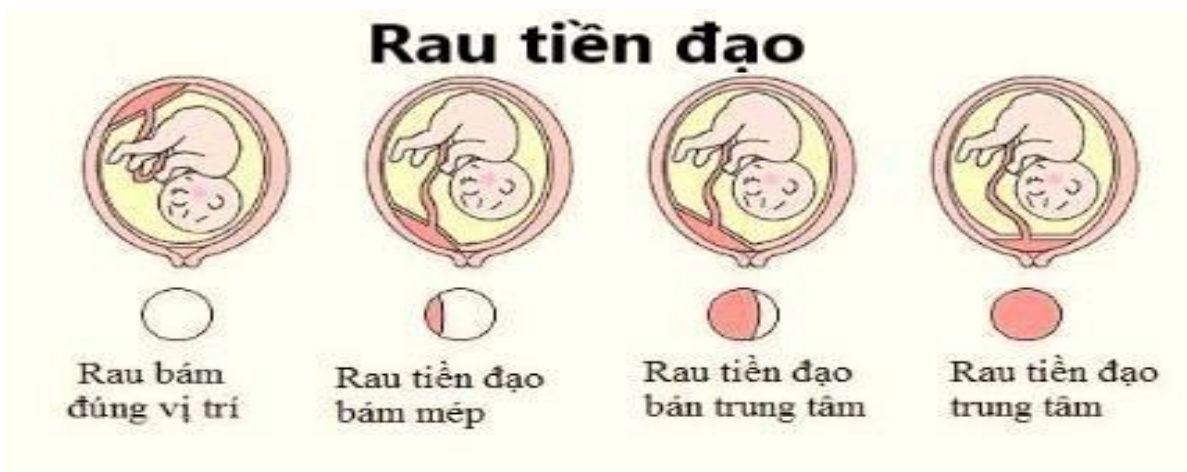 Rau tiền đạo
Rau bám
đúng vị trí
Rau tiền đạo
bám mép
Rau tiền đạo
bán trung tâm
Rau tiền đạo
trung tâm